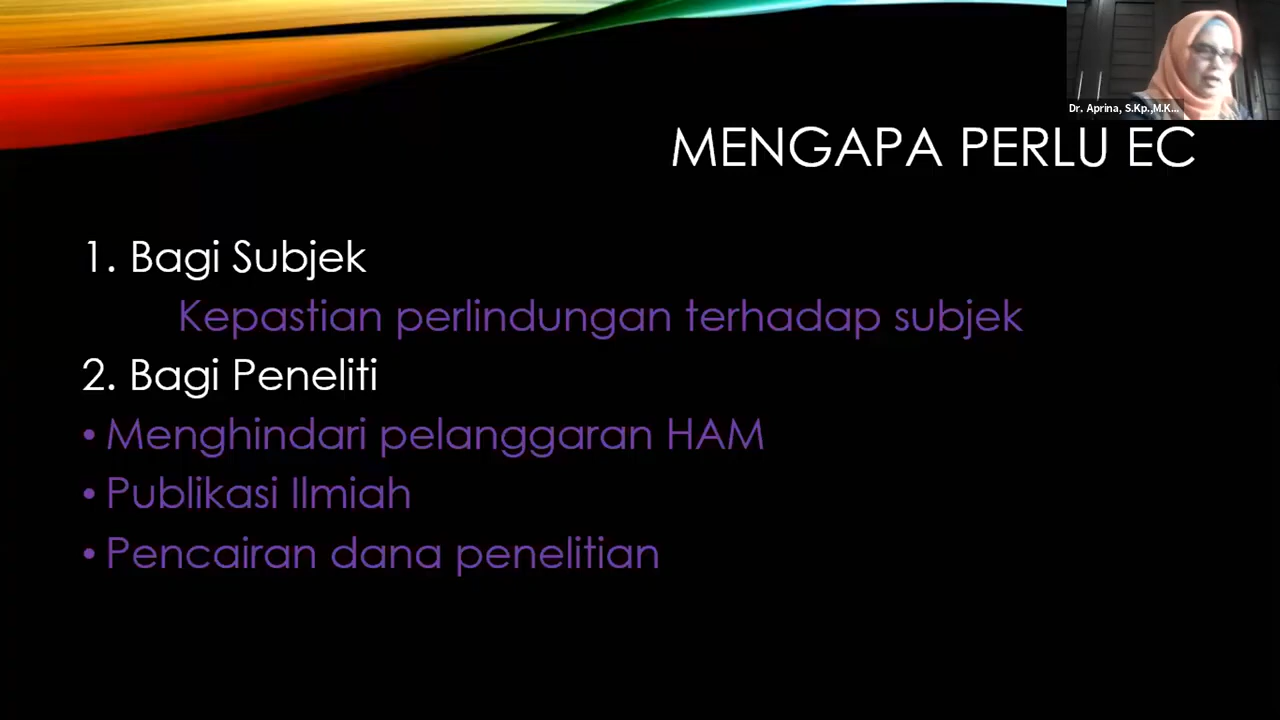 Dr. Aprina, S.Kp.,M.K...
MENGAPA PERLU EC
1. Bagi Subjek
Kepastian perlindungan terhadap subjek
2. Bagi Peneliti
• Menghindari pelanggaran HAM
• Publikasi Ilmiah
• Pencairan dana penelitian